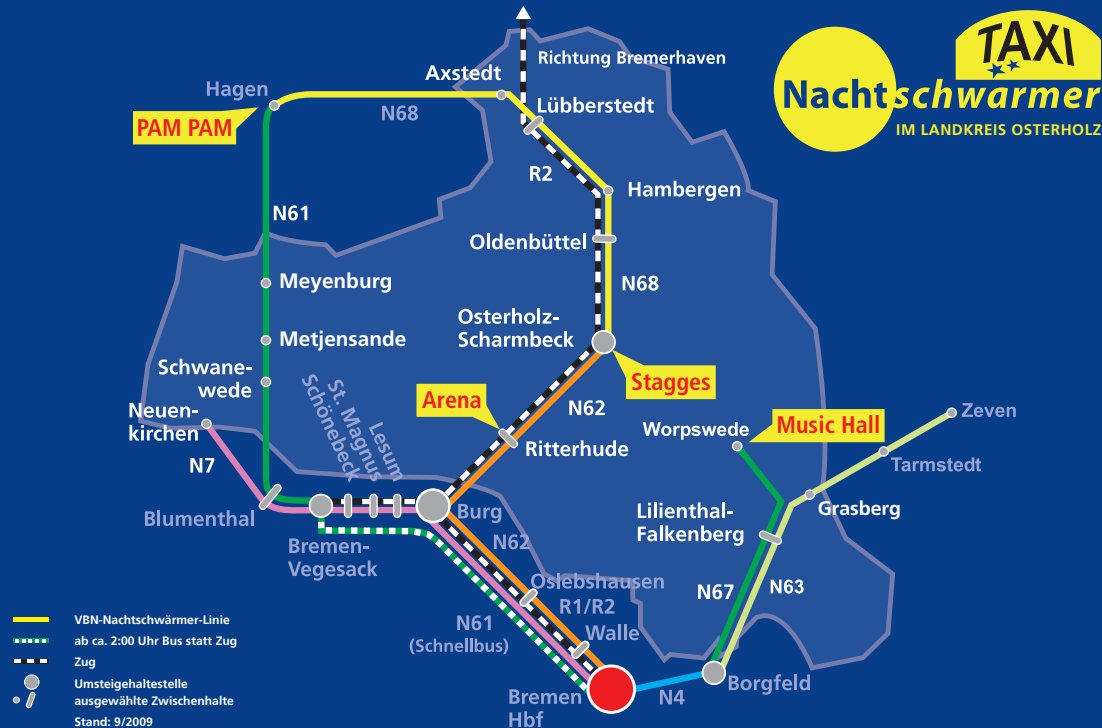 Richtung Bremerhaven
TAXI
Nachtschwärmer
IM LANDKREIS OSTERHOLZ
Axstedt
Hagen
N68
Lübberstedt
PAM PAM
R2
Hambergen
N61
Oldenbüttel
Meyenburg
N68
Osterholz-
Scharmbeck
Metjensande
Schwane-
wede
Stagges
Arena
N62
Neuen-
kirchen
Schönebeck
St. Magnus
Lesum
Ritterhude
Worpswede
Music Hall
Zeven
Tarmstedt
N7
Grasberg
Blumenthal
Burg
Lilienthal-
Falkenberg
Bremen-
Vegesack
N62
Oslebshausen
R1/R2
N67
N63
N61
(Schnellbus)
Walle
Bremen
Hbf
N4
Borgfeld
VBN-Nachtschwärmer-Linie
ab ca. 2:00 Uhr Bus statt Zug
Zug
Umsteigehaltestelle
ausgewählte Zwischenhalte
Stand: 9/2009